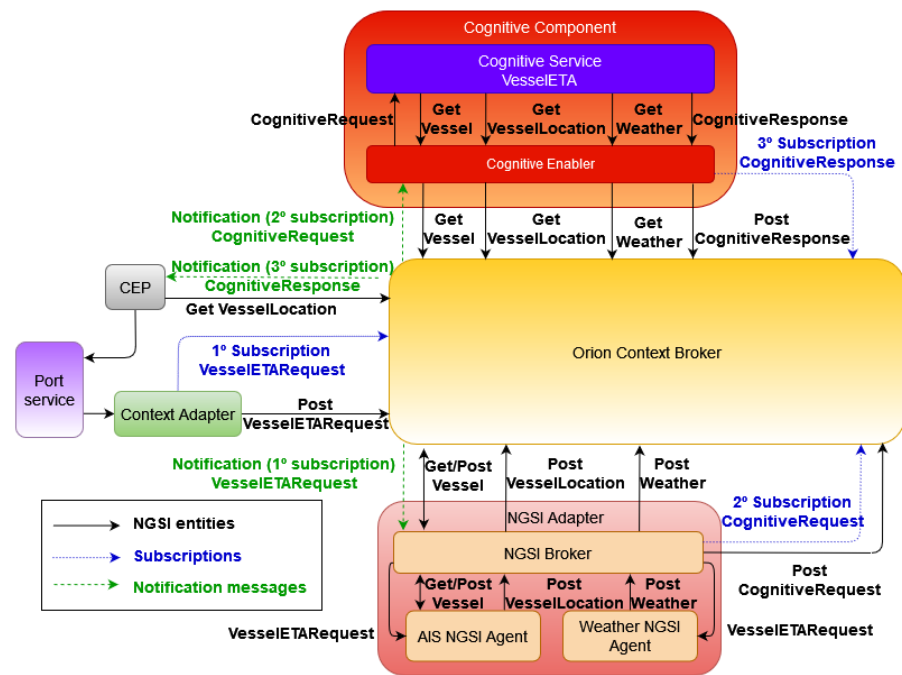 Cognitive Component
Cognitive Service
VesselETA
CognitiveRequest
Get
Vessel
Get
VesselLocation
Get
Weather
CognitiveResponse
Cognitive Enabler
3º Subscription
CognitiveResponse
Notification (2º subscription)
CognitiveRequest
Get
Vessel
Get
VesselLocation
Get
Weather
Post
CognitiveResponse
Notification (3º subscription)
CognitiveResponse
CEP
Get VesselLocation
Orion Context Broker
1º Subscription
VesselETARequest
Port
service
Context Adapter
Post
VesselETARequest
Notification (1º subscription)
VesselETARequest
Get/Post
Vessel
Post
VesselLocation
Post
Weather
2º Subscription
CognitiveRequest
NGSI Adapter
NGSI Broker
Post
CognitiveRequest
Get/Post
Vessel
Post
VesselLocation
Post
Weather
VesselETARequest
AIS NGSI Agent
Weather NGSI
Agent
VesselETARequest
NGSI entities
Subscriptions
Notification messages